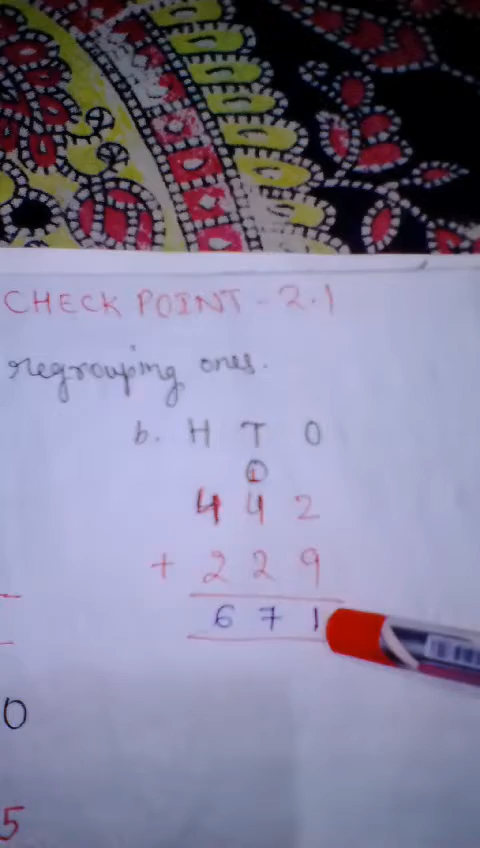 CHECK POINT - 2.1
regrouping ones.
b. H T O
1
4 4 2
+ 2 2 9
6 7 1
0
5